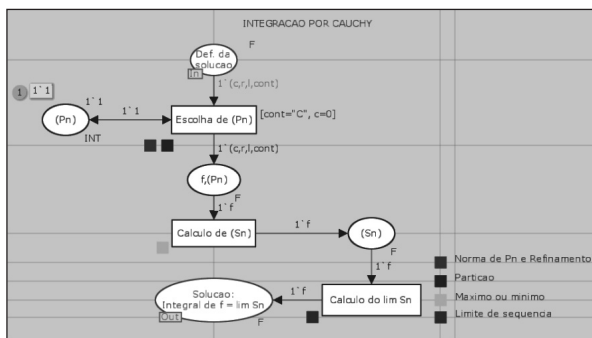 INTEGRACAO POR CAUCHY
F
Def. da
solucao
In
1`(c,r,l,cont)
1
1`1
1`1
1`1
(Pn)
INT
Escolha de (Pn)
[cont="C", c=0]
1`(c,r,l,cont)
f,(Pn)
F
1`f
Calculo de (Sn)
1`f
(Sn)
F
1`f
Norma de Pn e Refinamento
Particao
Maximo ou minimo
Limite de sequencia
Calculo do lim Sn
1`f
Solucao:
Integral de f = lim Sn
Out
F